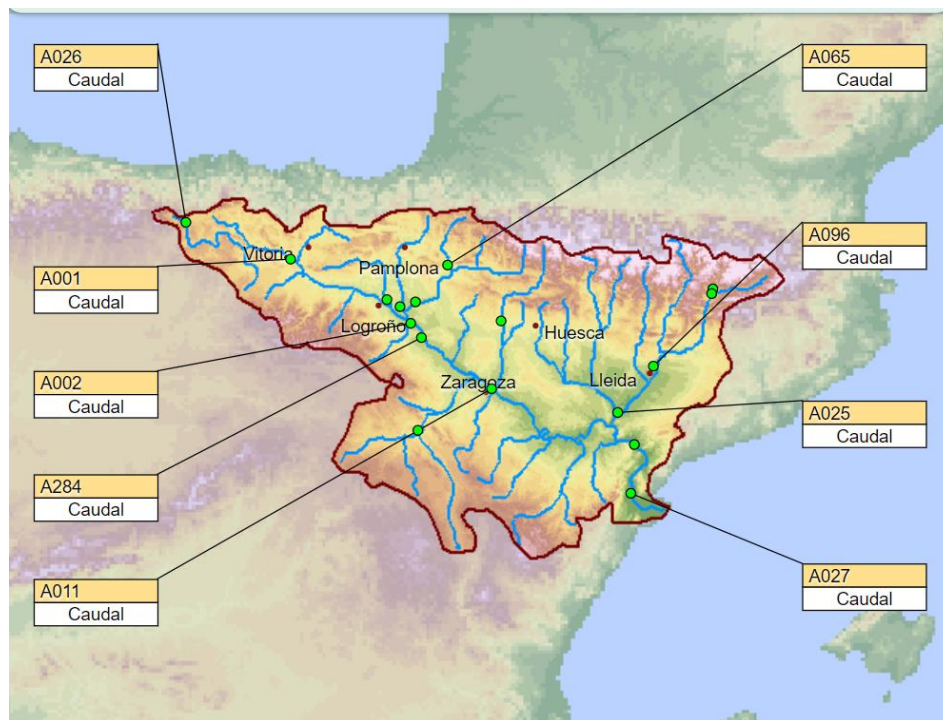 A026
Caudal
A065
Caudal
A096
Caudal
Vitoria
Pamplona
A001
Caudal
Logroño
Huesca
A002
Caudal
Zaragoza
Lleida
A025
Caudal
A284
Caudal
A027
Caudal
A011
Caudal